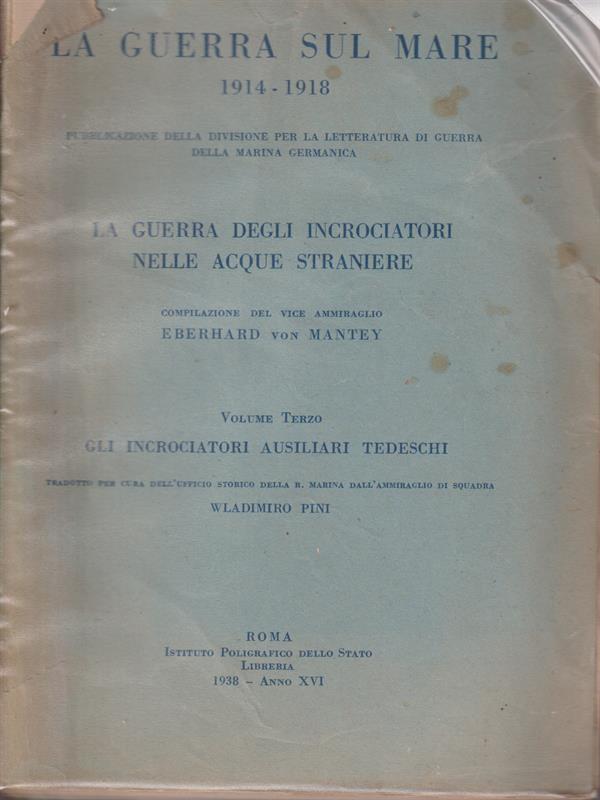 LA GUERRA SUL MARE
1914-1918
PUBBLICAZIONE DELLA DIVISIONE PER LA LETTERATURA DI GUERRA
DELLA MARINA GERMANICA
LA GUERRA DEGLI INCROCIATORI
NELLE ACQUE STRANIERE
COMPILAZIONE DEL VICE AMMIRAGLIO
EBERHARD VON MANTEY
VOLUME TERZO
GLI INCROCIATORI AUSILIARI TEDESCHI
TRADOTTO PER CURA DELL'UFFICIO STORICO DELLA R. MARINA DALL'AMMIRAGLIO DI SQUADRA
WLADIMIRO PINI
ROMA
ISTITUTO POLIGRAFICO DELLO STATO
LIBRERIA
1938 - ANNO XVI